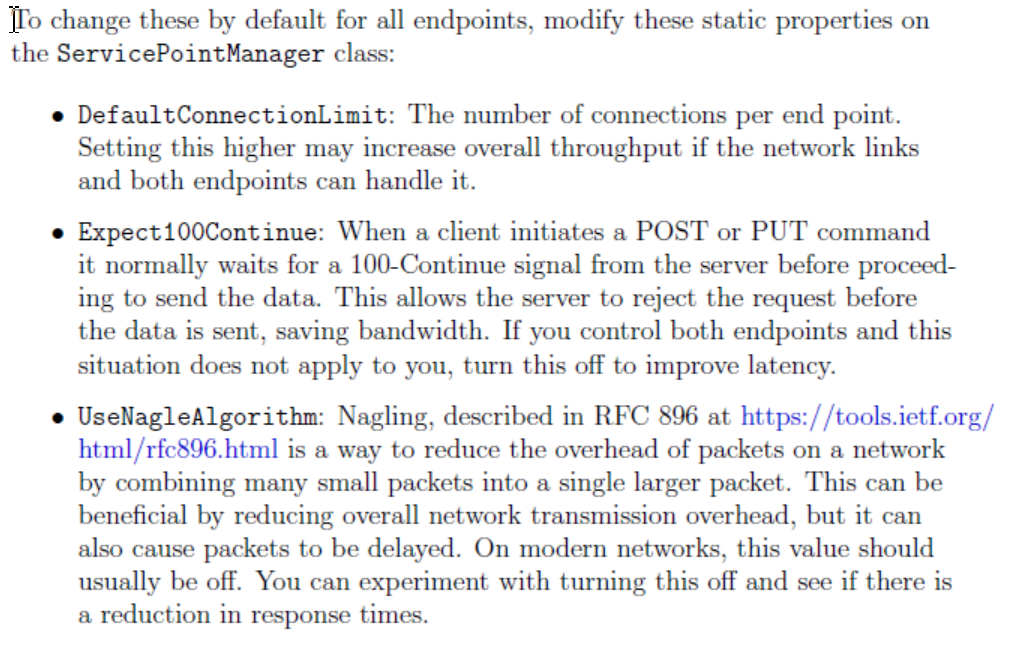 To change these by default for all endpoints, modify these static properties on
the ServicePointManager class:
• DefaultConnectionLimit: The number of connections per end point.
Setting this higher may increase overall throughput if the network links
and both endpoints can handle it.
• Expect100Continue: When a client initiates a POST or PUT command
it normally waits for a 100-Continue signal from the server before proceed-
ing to send the data. This allows the server to reject the request before
the data is sent, saving bandwidth. If you control both endpoints and this
situation does not apply to you, turn this off to improve latency.
• UseNagleAlgorithm: Nagling, described in RFC 896 at https://tools.ietf.org/
html/rfc896.html is a way to reduce the overhead of packets on a network
by combining many small packets into a single larger packet. This can be
beneficial by reducing overall network transmission overhead, but it can
also cause packets to be delayed. On modern networks, this value should
usually be off. You can experiment with turning this off and see if there is
a reduction in response times.